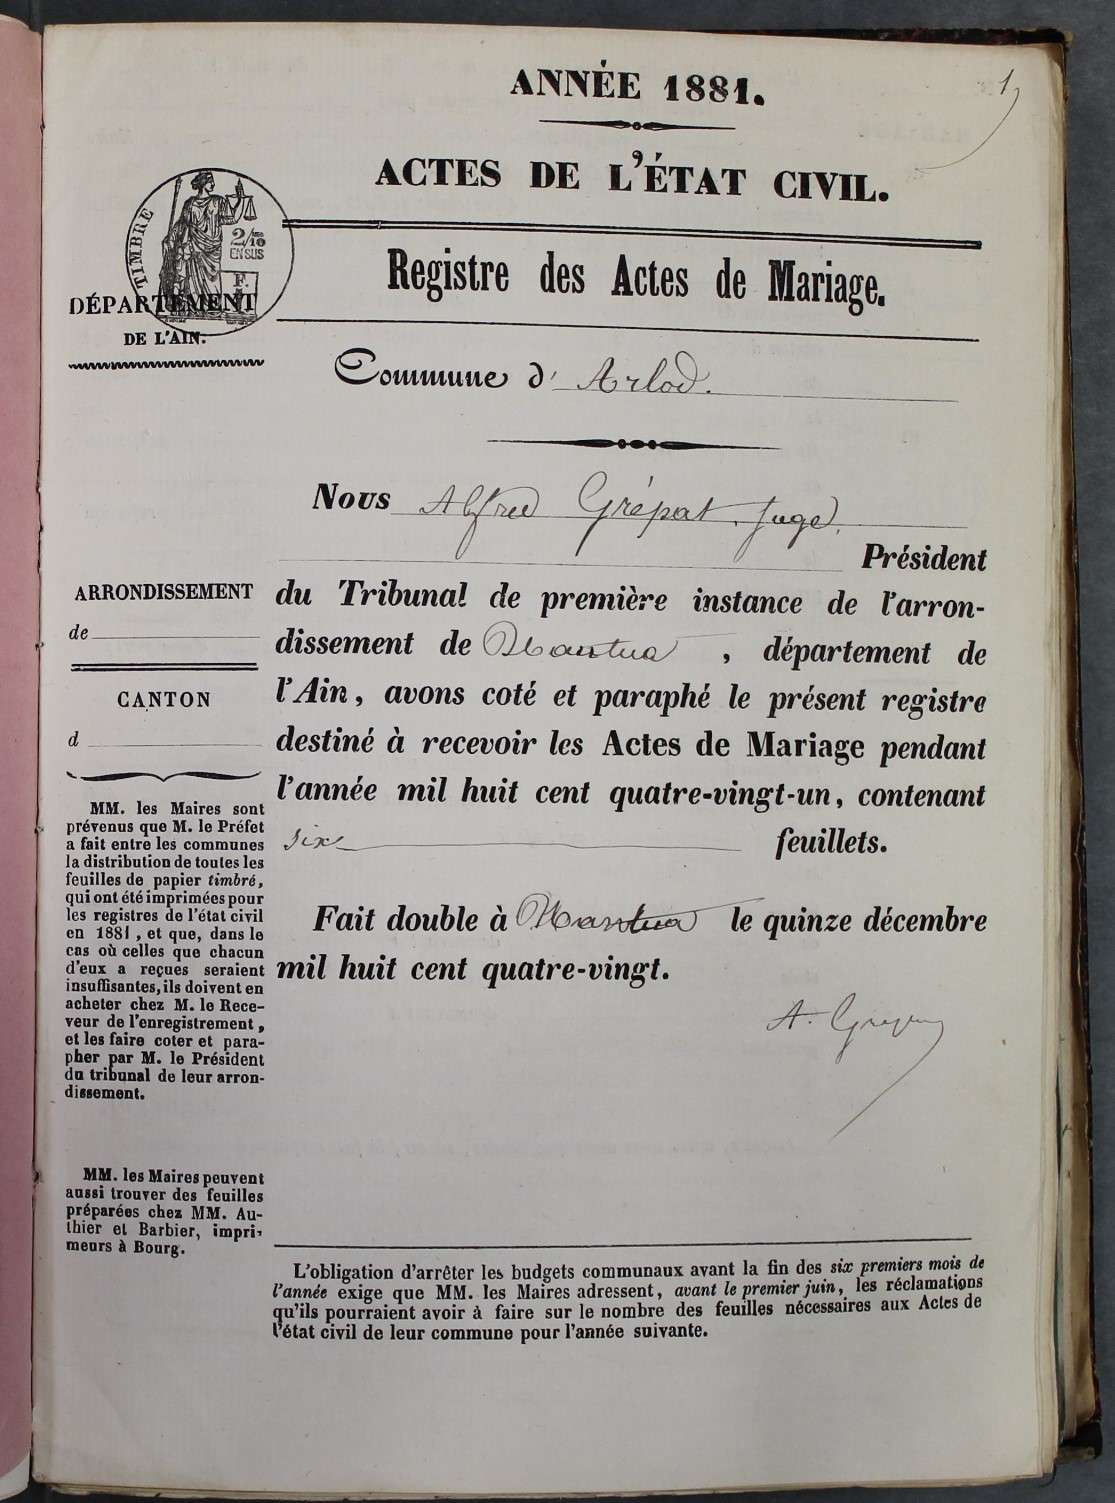 1
ANNÉE 1881.
ACTES DE L'ÉTAT CIVIL.
TIMBRE
2/10 mes
EN SUS
F.
DÉPARTEMENT
DE L'AIN.
Registre des Actes de Mariage.
Commune d' Arlod.
Nous Alfred Grépat, Juge,
Président
du Tribunal de première instance de l'arron-
dissement de Nantua, département de
l'Ain, avons coté et paraphé le présent registre
destiné à recevoir les Actes de Mariage pendant
l'année mil huit cent quatre-vingt-un, contenant
six feuillets.
Fait double à Nantua le quinze décembre
mil huit cent quatre-vingt.
A. Grépat
ARRONDISSEMENT
de
CANTON
d
MM. les Maires sont
prévenus que M. le Préfet
a fait entre les communes
la distribution de toutes les
feuilles de papier timbré,
qui ont été imprimées pour
les registres de l'état civil
en 1881, et que, dans le
cas où celles que chacun
d'eux a reçues seraient
insuffisantes, ils doivent en
acheter chez M. le Rece-
veur de l'enregistrement,
et les faire coter et para-
pher par M. le Président
du tribunal de leur arron-
dissement.
MM. les Maires peuvent
aussi trouver des feuilles
préparées chez MM. Au-
thier et Barbier, impri-
meurs à Bourg.
L'obligation d'arrêter les budgets communaux avant la fin des six premiers mois de
l'année exige que MM. les Maires adressent, avant le premier juin, les réclamations
qu'ils pourraient avoir à faire sur le nombre des feuilles nécessaires aux Actes de
l'état civil de leur commune pour l'année suivante.